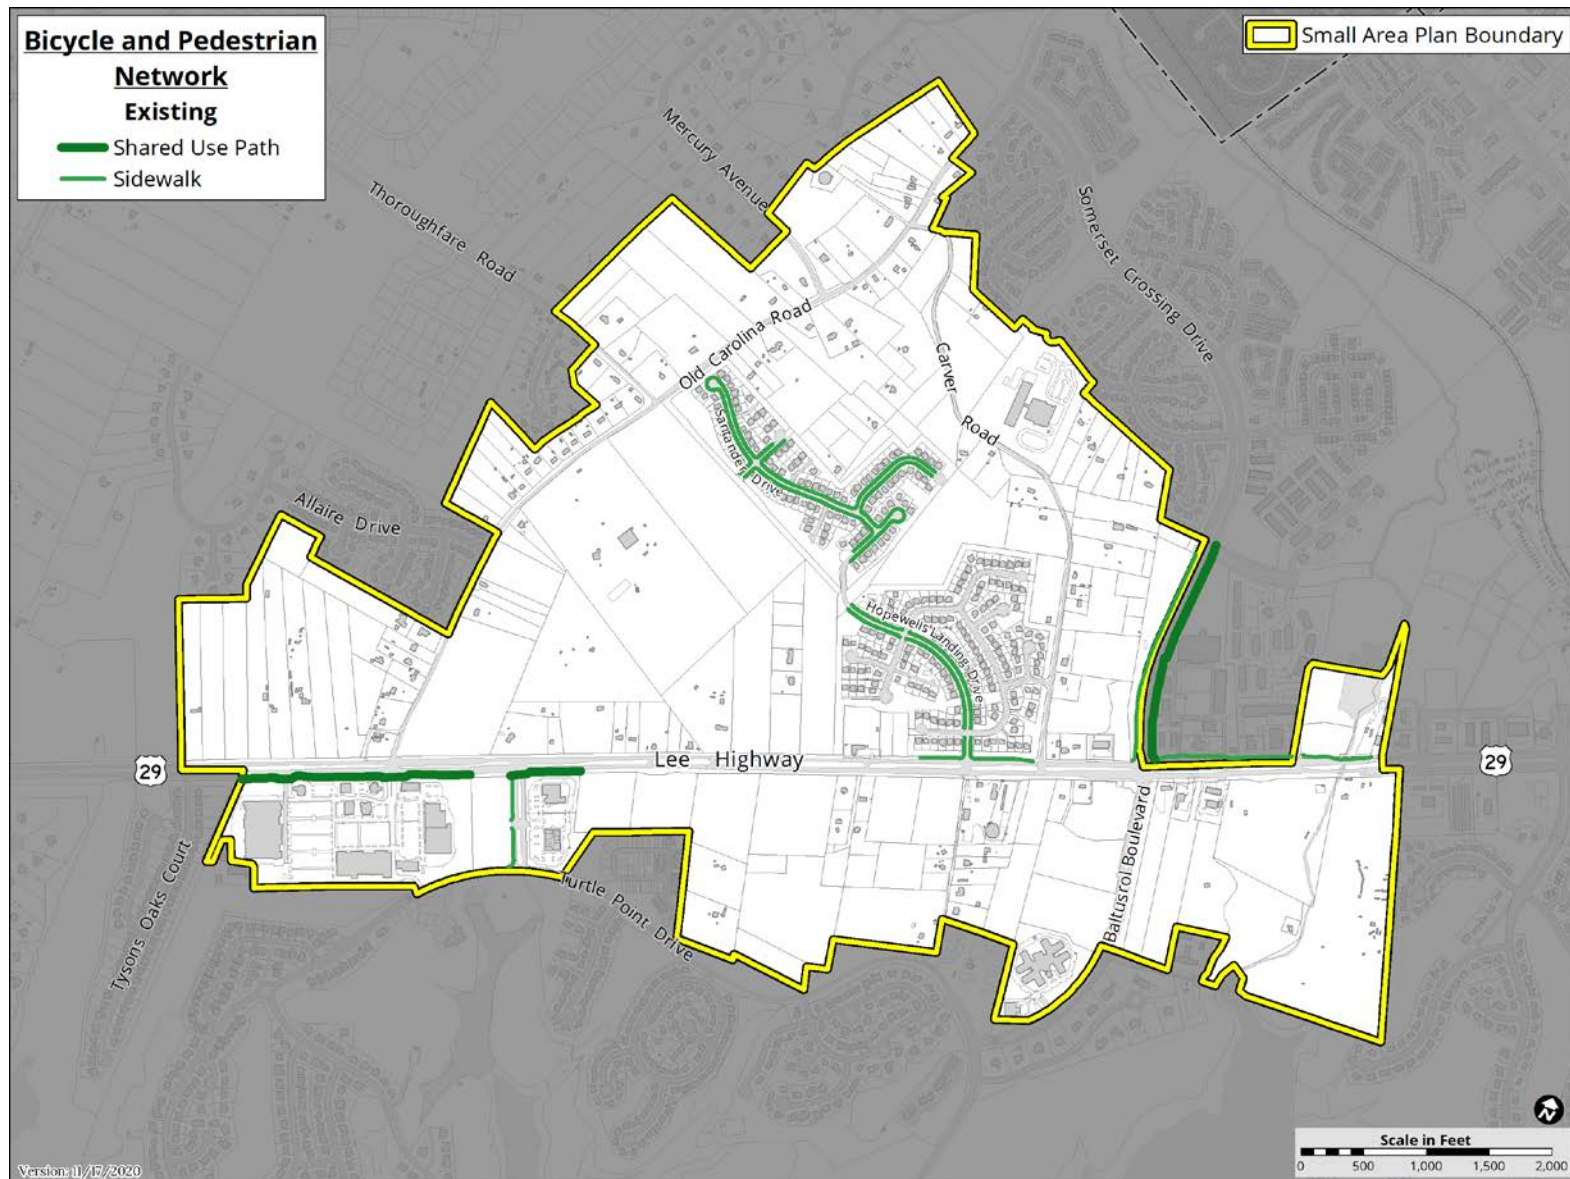 Bicycle and Pedestrian
Network
Existing
Shared Use Path
Sidewalk
Small Area Plan Boundary
Mercury Avenue
Thoroughfare Road
Somerset Crossing Drive
Old Carolina Road
Carver Road
Santander Drive
Allaire Drive
Hopewells Landing Drive
29
Lee Highway
29
Tysons Oaks Court
Turtle Point Drive
Baltusrol Boulevard
N
Scale in Feet
0 500 1,000 1,500 2,000
Version: 11/17/2020